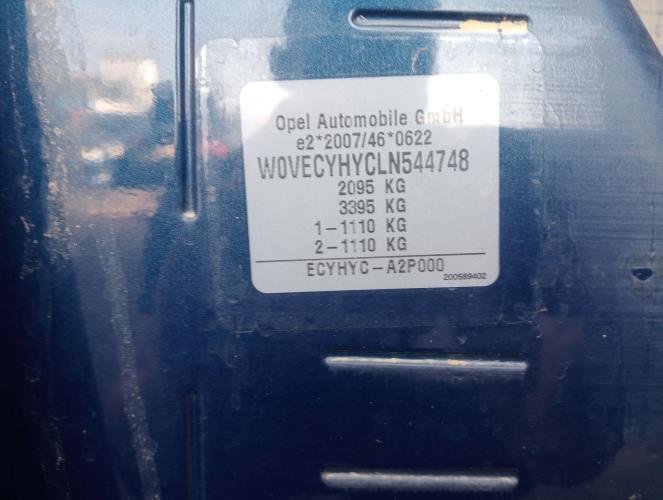 Opel Automobile GmbH
e2*2007/46*0622
W0VECYHYCLN544748
2095 KG
3395 KG
1-1110 KG
2-1110 KG
ECYHYC-A2P000
200589402